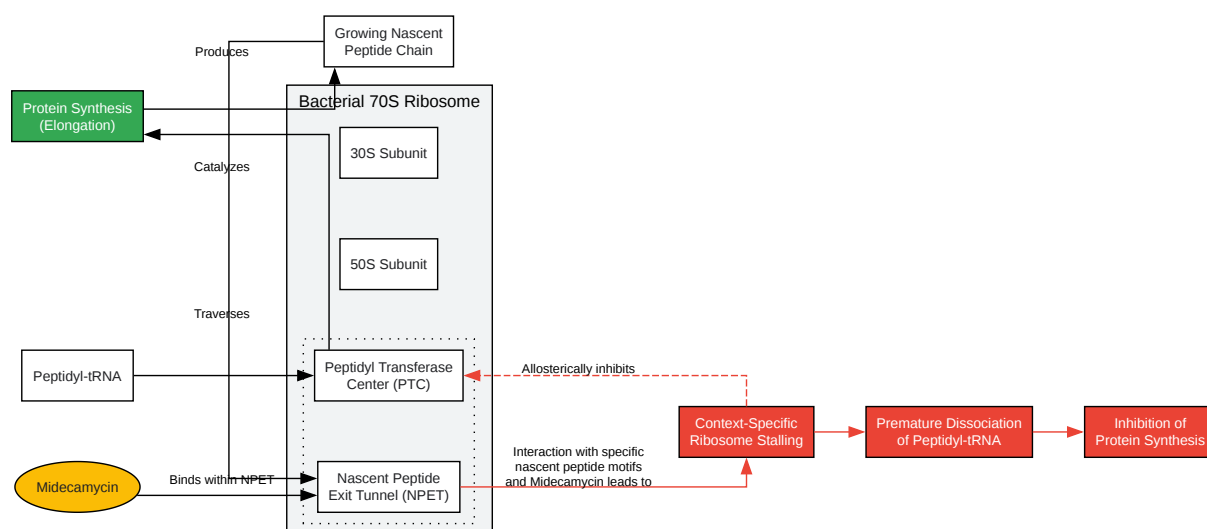 Growing Nascent
Peptide Chain
Produces
Bacterial 70S Ribosome
Protein Synthesis
(Elongation)
30S Subunit
Catalyzes
50S Subunit
Traverses
Peptidyl-tRNA
Peptidyl Transferase
Center (PTC)
Allosterically inhibits
Context-Specific
Ribosome Stalling
Premature Dissociation
of Peptidyl-tRNA
Inhibition of
Protein Synthesis
Interaction with specific
nascent peptide motifs
and Midecamycin leads to
Midecamycin
Binds within NPET
Nascent Peptide
Exit Tunnel (NPET)